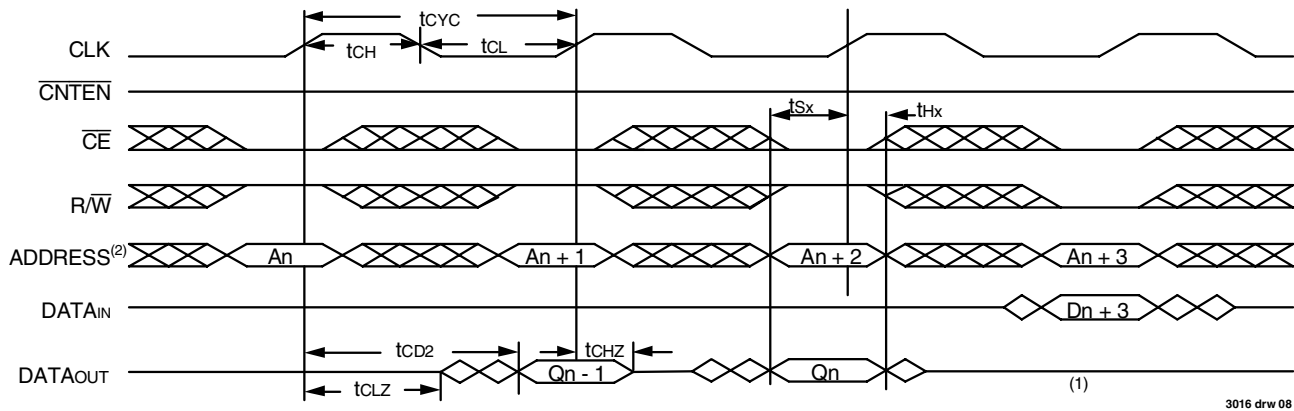 tCYC
CLK
tCH
tCL
CNTEN
tSx
tHx
CE
R/W
ADDRESS(2)
An
An + 1
An + 2
An + 3
DATAIN
Dn + 3
tCD2
tCHZ
DATAOUT
Qn - 1
Qn
tCLZ
(1)
3016 drw 08